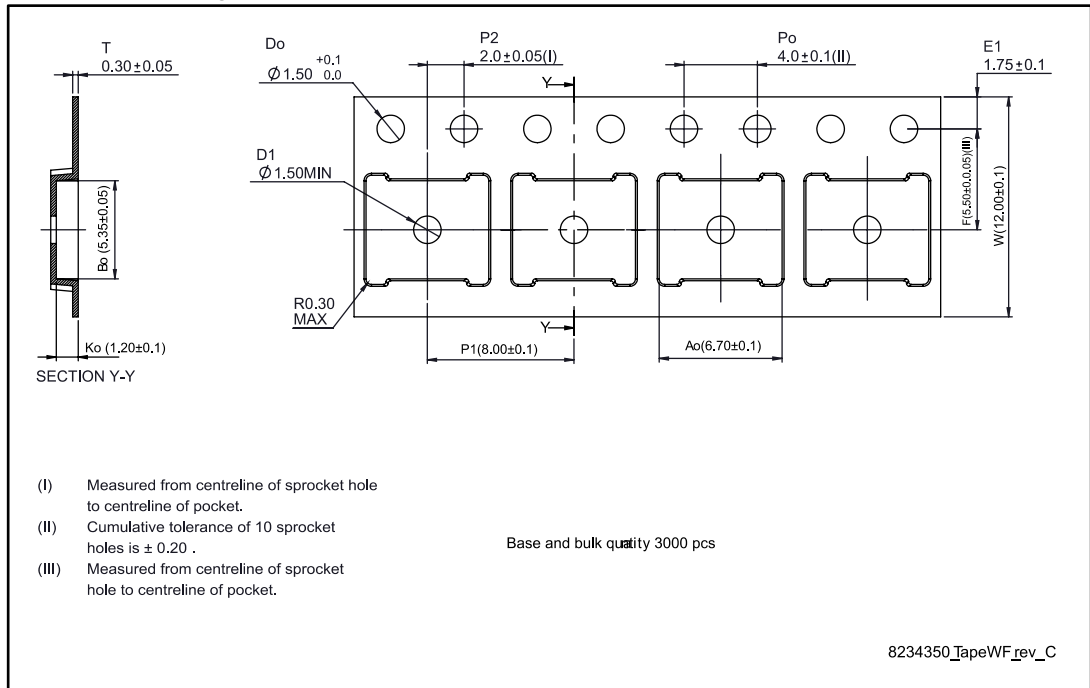 T
0.30±0.05
Do
Ø1.50 +0.1 0.0
P2
2.0±0.05(I)
Po
4.0±0.1(II)
E1
1.75±0.1
Y
D1
Ø1.50MIN
Bo (5.35±0.05)
F(5.50±0.0.05)(III)
W(12.00±0.1)
R0.30
MAX
Y
Ko (1.20±0.1)
P1(8.00±0.1)
Ao(6.70±0.1)
SECTION Y-Y
(I) Measured from centreline of sprocket hole
to centreline of pocket.
(II) Cumulative tolerance of 10 sprocket
holes is ± 0.20 .
(III) Measured from centreline of sprocket
hole to centreline of pocket.
Base and bulk quatity 3000 pcs
8234350_TapeWF_rev_C